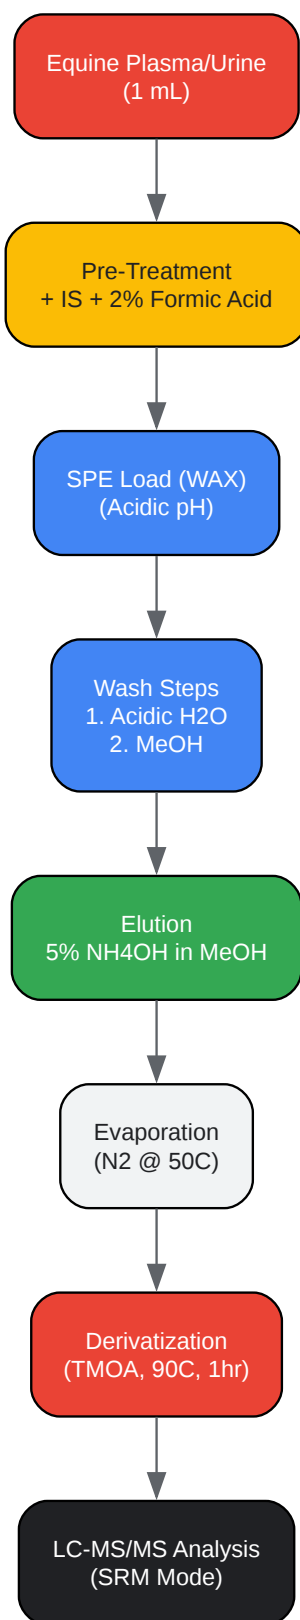 Equine Plasma/Urine
(1 mL)
Pre-Treatment
+ IS + 2% Formic Acid
SPE Load (WAX)
(Acidic pH)
Wash Steps
1. Acidic H2O
2. MeOH
Elution
5% NH4OH in MeOH
Evaporation
(N2 @ 50C)
Derivatization
(TMOA, 90C, 1hr)
LC-MS/MS Analysis
(SRM Mode)